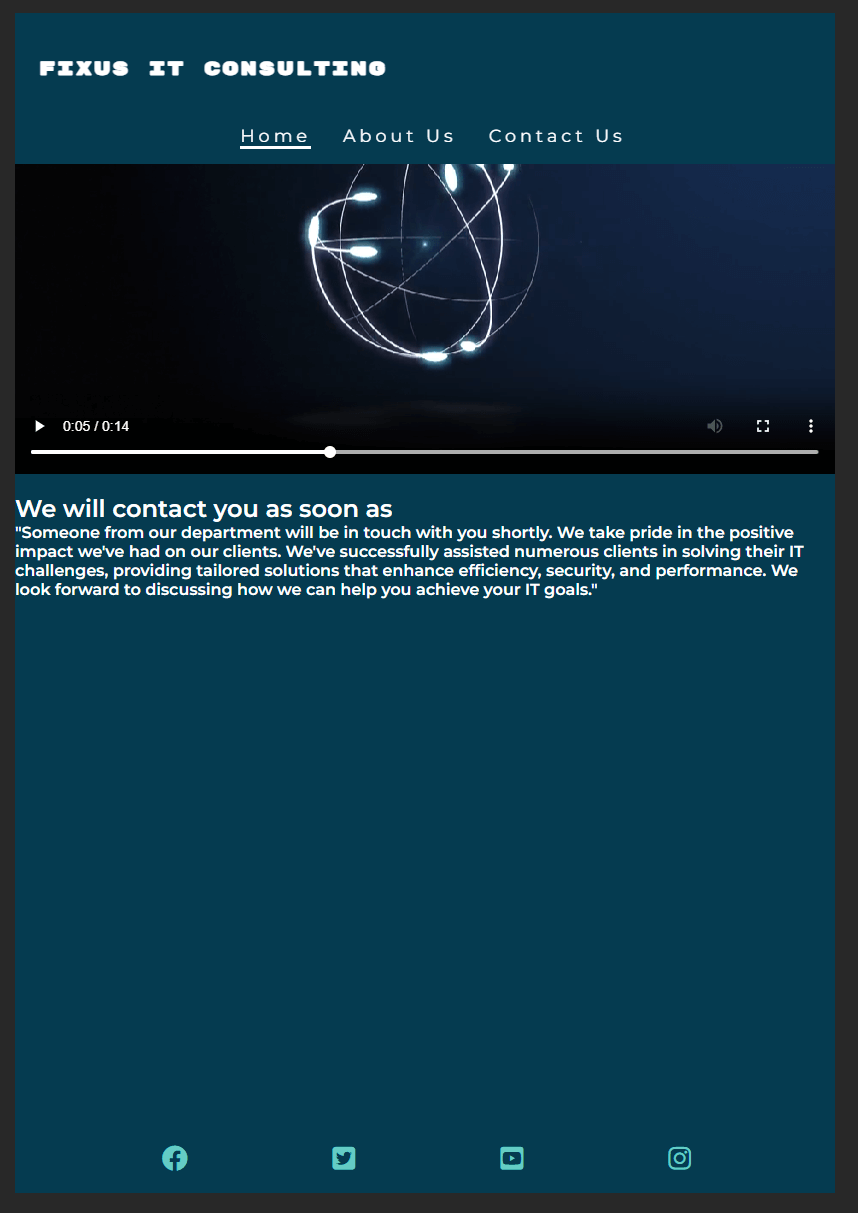 FIXUS IT CONSULTING
Home About Us Contact Us
0:05 / 0:14
We will contact you as soon as
"Someone from our department will be in touch with you shortly. We take pride in the positive
impact we've had on our clients. We've successfully assisted numerous clients in solving their IT
challenges, providing tailored solutions that enhance efficiency, security, and performance. We
look forward to discussing how we can help you achieve your IT goals."